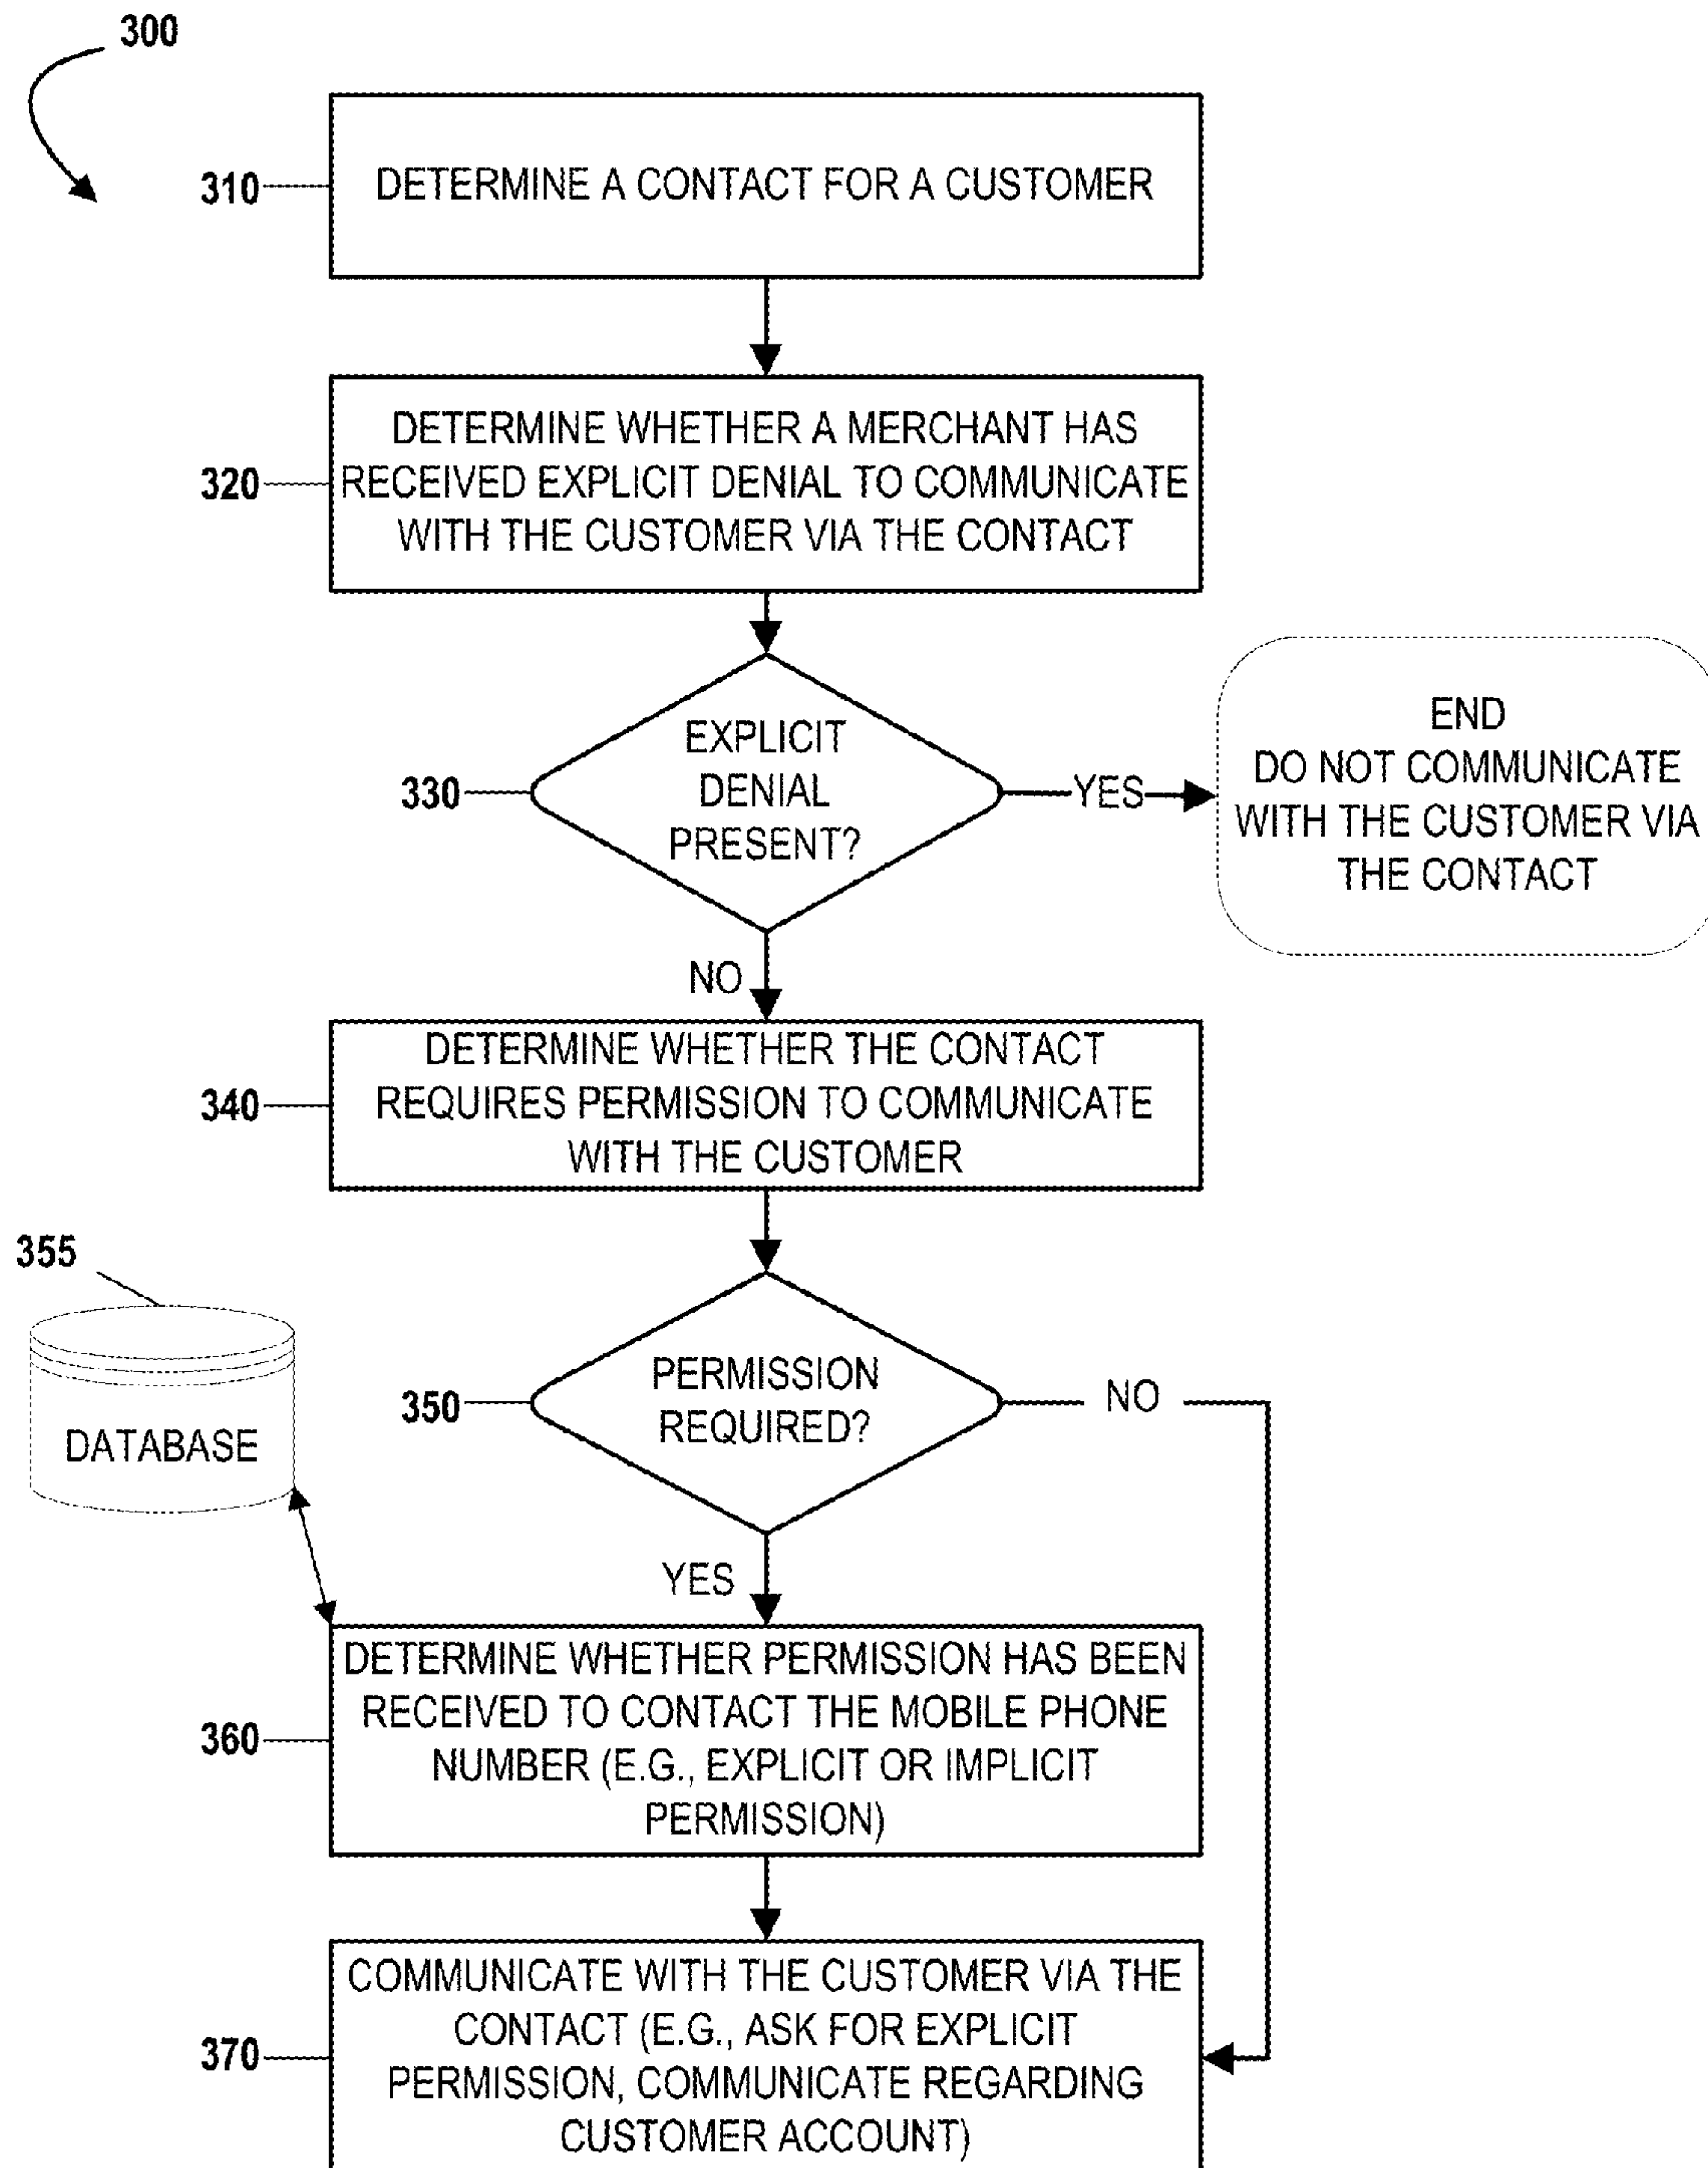 300
310
DETERMINE A CONTACT FOR A CUSTOMER
320
DETERMINE WHETHER A MERCHANT HAS
RECEIVED EXPLICIT DENIAL TO COMMUNICATE
WITH THE CUSTOMER VIA THE CONTACT
330
EXPLICIT
DENIAL
PRESENT?
YES
END
DO NOT COMMUNICATE
WITH THE CUSTOMER VIA
THE CONTACT
NO
340
DETERMINE WHETHER THE CONTACT
REQUIRES PERMISSION TO COMMUNICATE
WITH THE CUSTOMER
355
DATABASE
350
PERMISSION
REQUIRED?
NO
YES
360
DETERMINE WHETHER PERMISSION HAS BEEN
RECEIVED TO CONTACT THE MOBILE PHONE
NUMBER (E.G., EXPLICIT OR IMPLICIT
PERMISSION)
370
COMMUNICATE WITH THE CUSTOMER VIA THE
CONTACT (E.G., ASK FOR EXPLICIT
PERMISSION, COMMUNICATE REGARDING
CUSTOMER ACCOUNT)